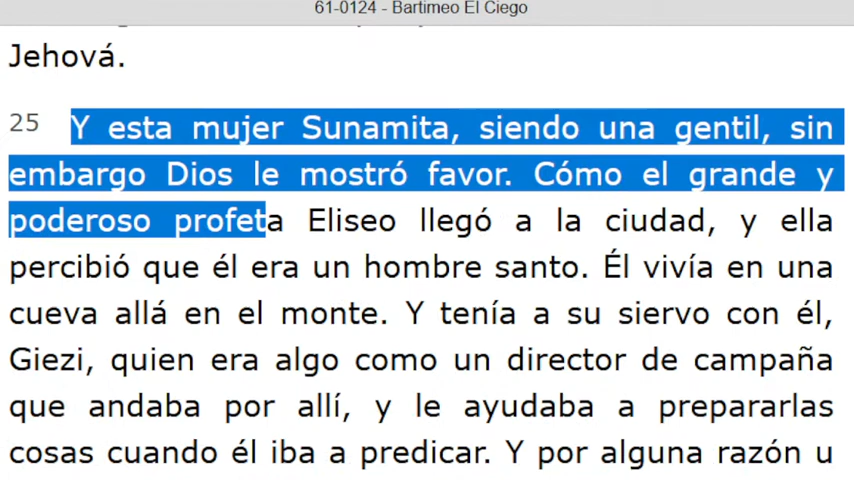 61-0124 - Bartimeo El Ciego
Jehová.
25 Y esta mujer Sunamita, siendo una gentil, sin
embargo Dios le mostró favor. Cómo el grande y
poderoso profeta Eliseo llegó a la ciudad, y ella
percibió que él era un hombre santo. Él vivía en una
cueva allá en el monte. Y tenía a su siervo con él,
Giezi, quien era algo como un director de campaña
que andaba por allí, y le ayudaba a prepararlas
cosas cuando él iba a predicar. Y por alguna razón u